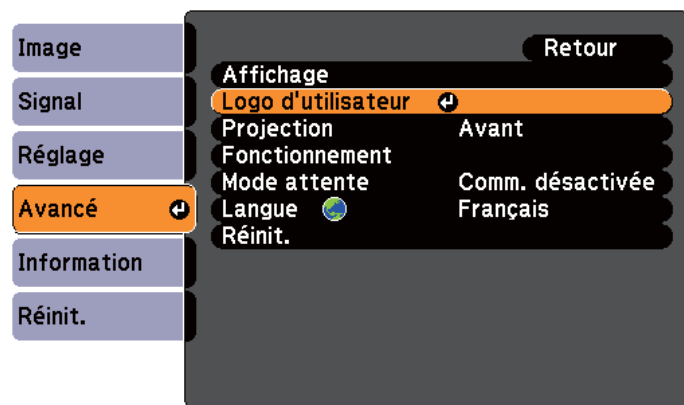 Image
Signal
Réglage
Avancé
Information
Réinit.
Retour
Affichage
Logo d'utilisateur
Projection Avant
Fonctionnement
Mode attente Comm. désactivée
Langue Français
Réinit.